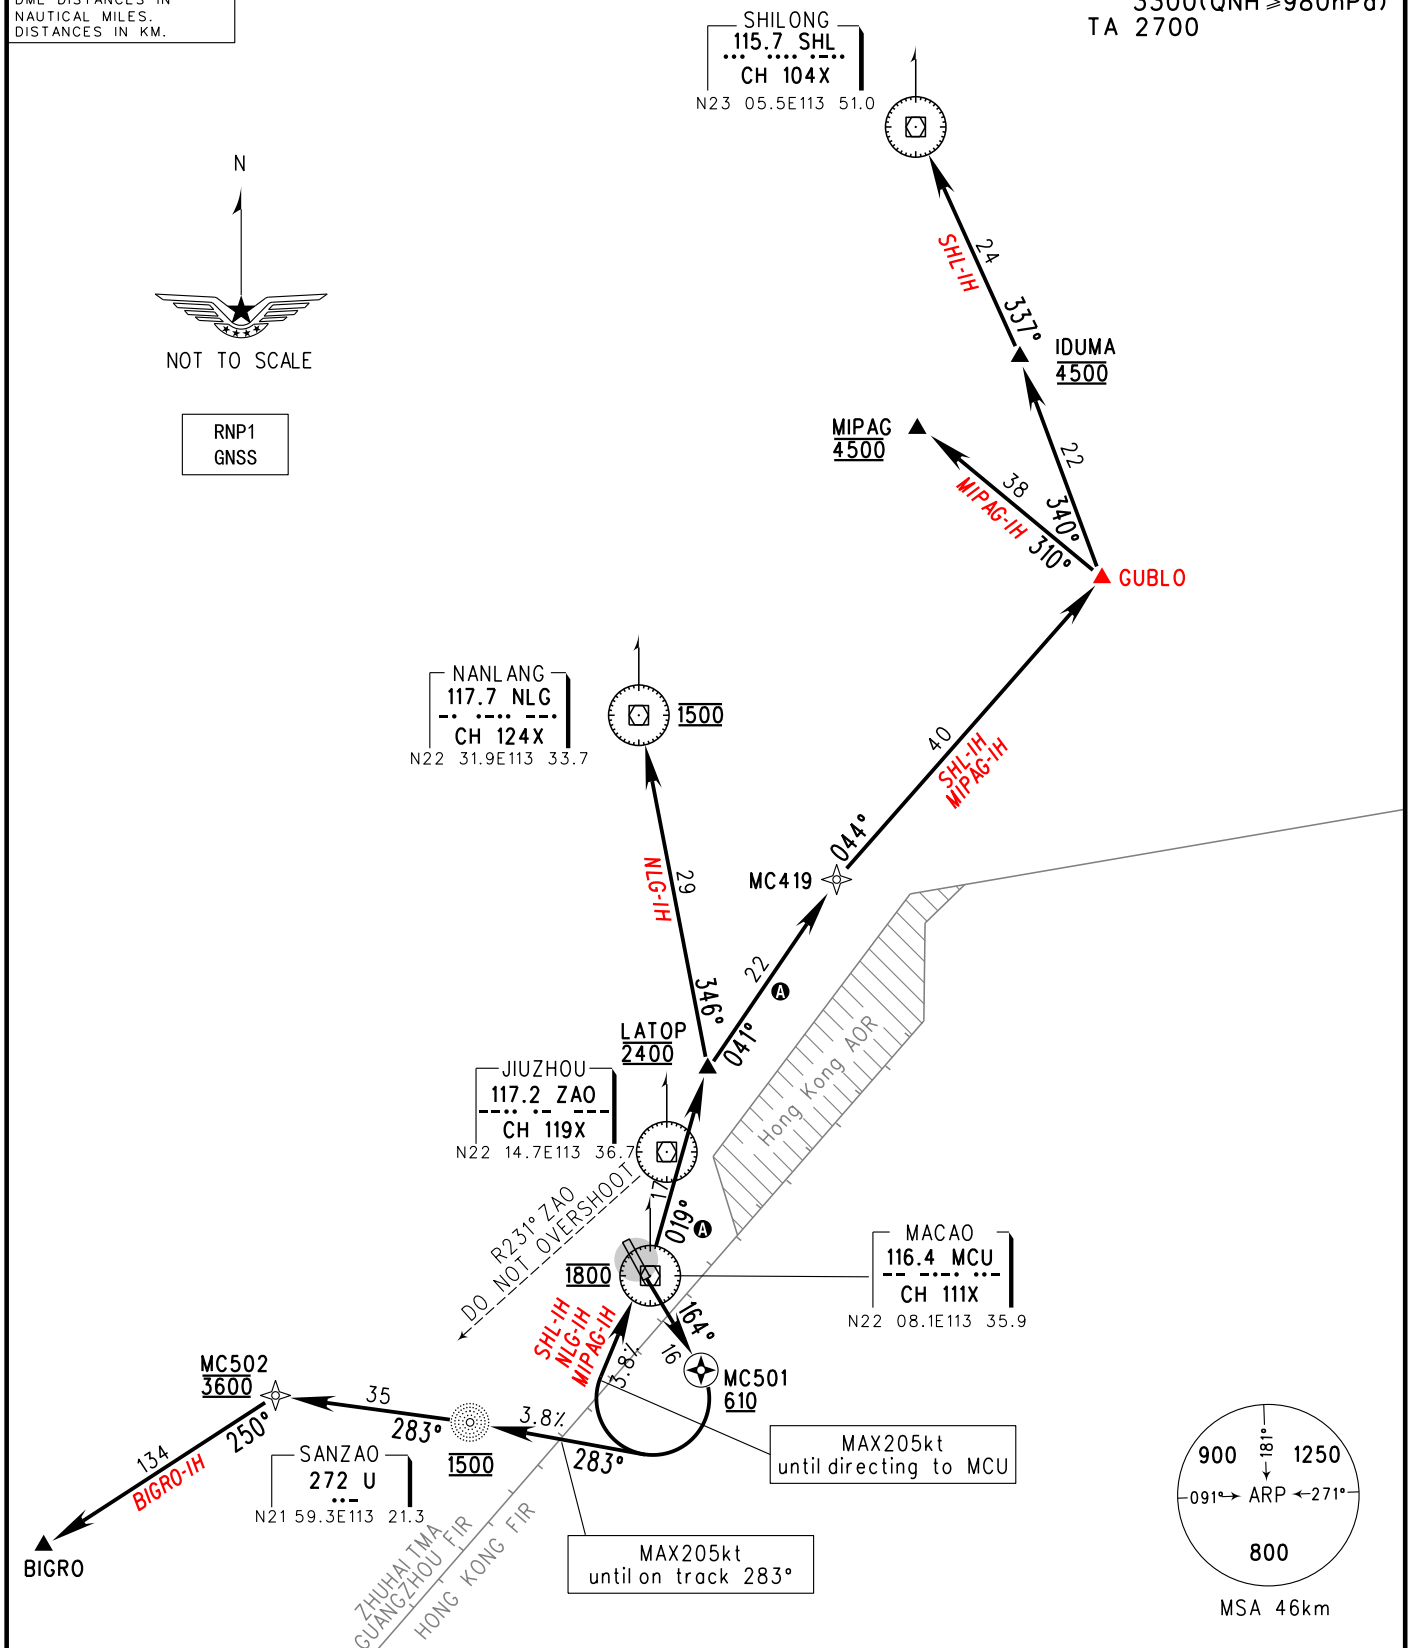 DME DISTANCES IN
NAUTICAL MILES.
DISTANCES IN KM.
3300(QNH≥980hPa)
TA 2700
SHILONG
115.7 SHL
CH 104X
N23 05.5E113 51.0
N
NOT TO SCALE
RNP1
GNSS
24
SHL-IH
337°
IDUMA
4500
MIPAG
4500
22
38
MIPAG-IH
340°
310°
GUBLO
NANLANG
117.7 NLG
CH 124X
N22 31.9E113 33.7
1500
40
SHL-IH
MIPAG-IH
044°
MC419
29
NLG-IH
22
A
346°
041°
LATOP
2400
Hong Kong AOR
JIUZHOU
117.2 ZAO
CH 119X
N22 14.7E113 36.7
17
019°
A
R231° ZAO
DO NOT OVERSHOOT
MACAO
116.4 MCU
CH 111X
N22 08.1E113 35.9
1800
164°
16
SHL-IH
NLG-IH
MIPAG-IH
3.8%
MC501
610
MC502
3600
35
283°
3.8%
283°
1500
250°
134
BIGRO-IH
BIGRO
SANZAO
272 U
N21 59.3E113 21.3
MAX205kt
until directing to MCU
MAX205kt
until on track 283°
ZHUHAI TMA
GUANGZHOU FIR
HONG KONG FIR
900
181°
1250
091°
ARP
271°
800
MSA 46km